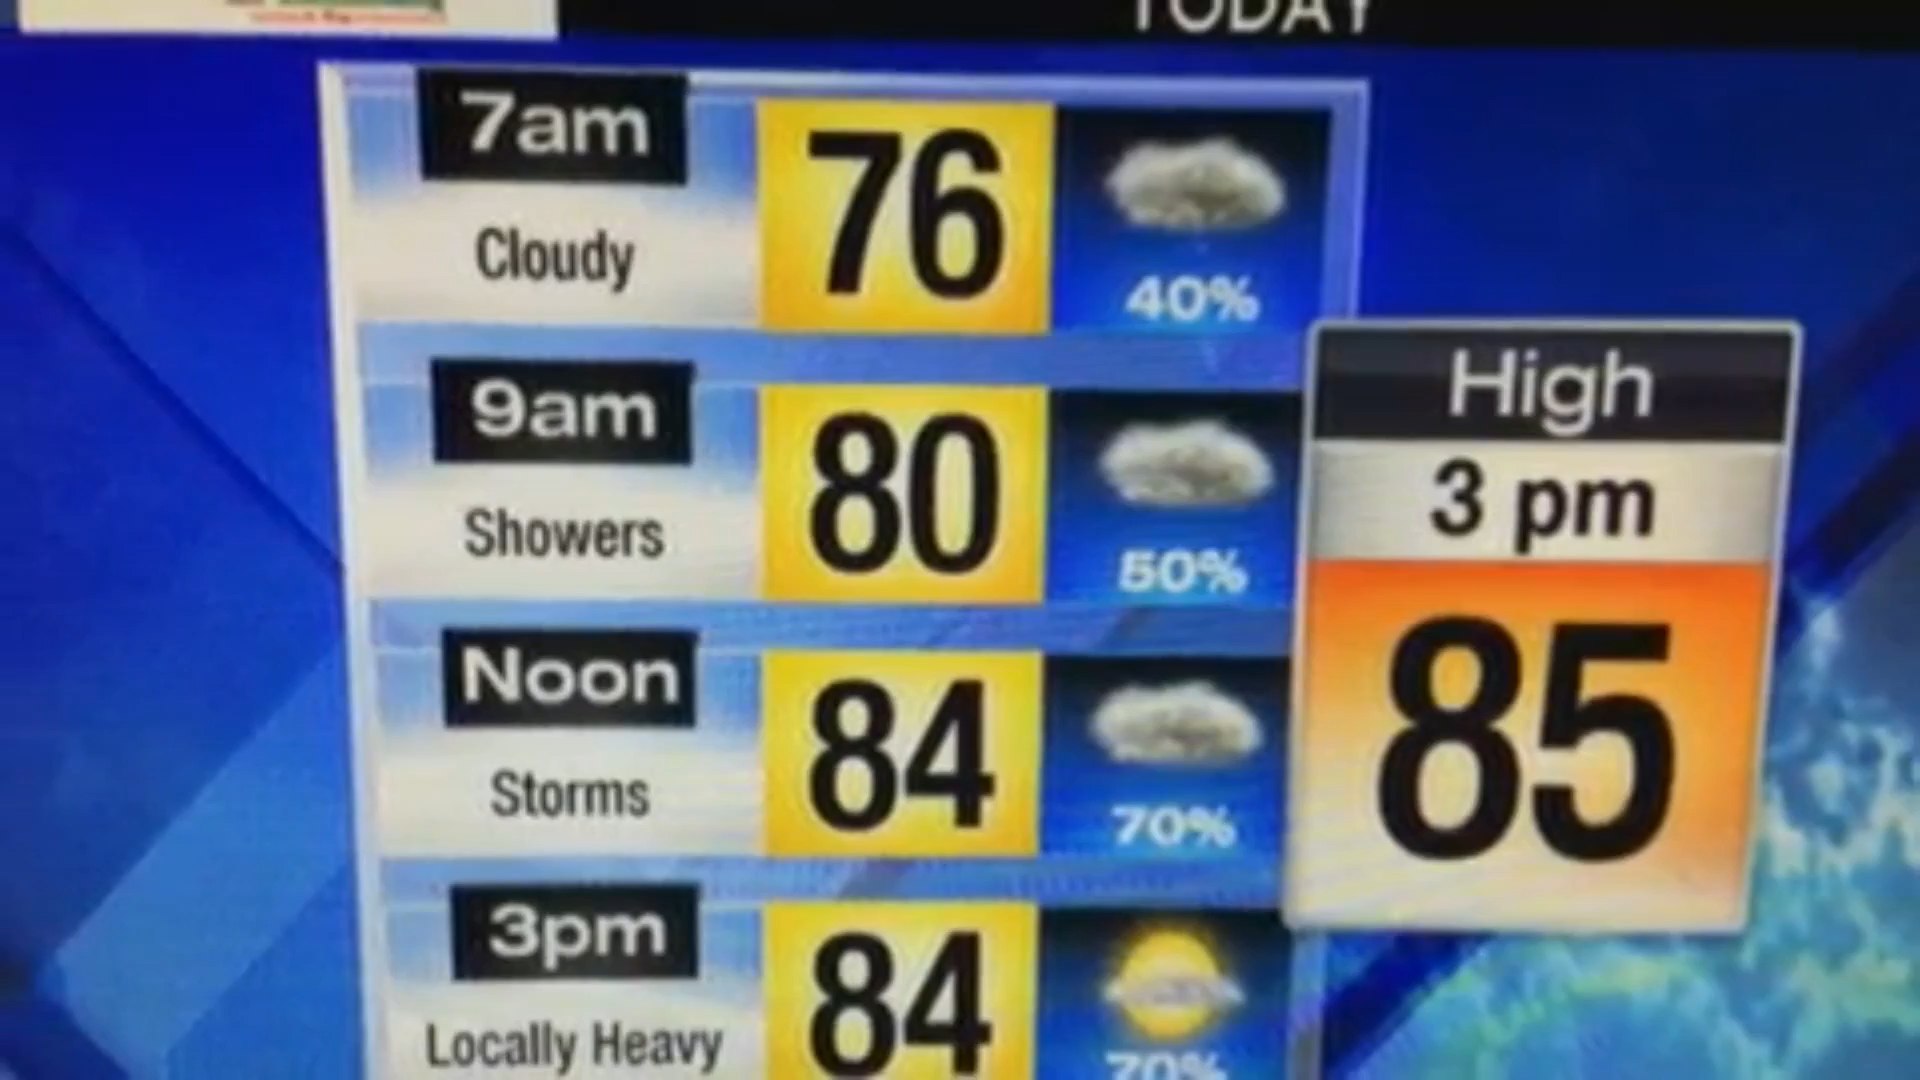 TODAY
7am
Cloudy
76
40%
9am
Showers
80
50%
Noon
Storms
84
70%
3pm
Locally Heavy
84
70%
High
3 pm
85